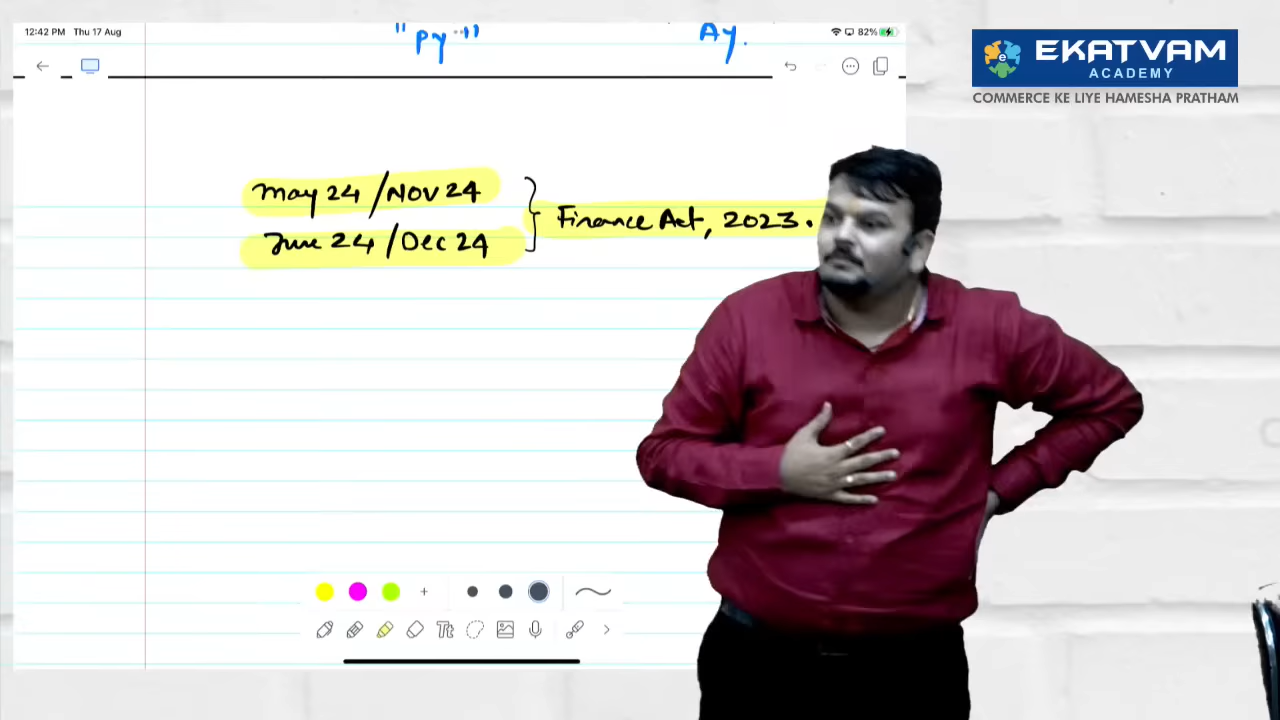 12:42 PM Thu 17 Aug
82%
"PY" AY.
EKATVAM
ACADEMY
COMMERCE KE LIYE HAMESHA PRATHAM
May 24 / Nov 24
June 24 / Dec 24
Finance Act, 2023.
Tt